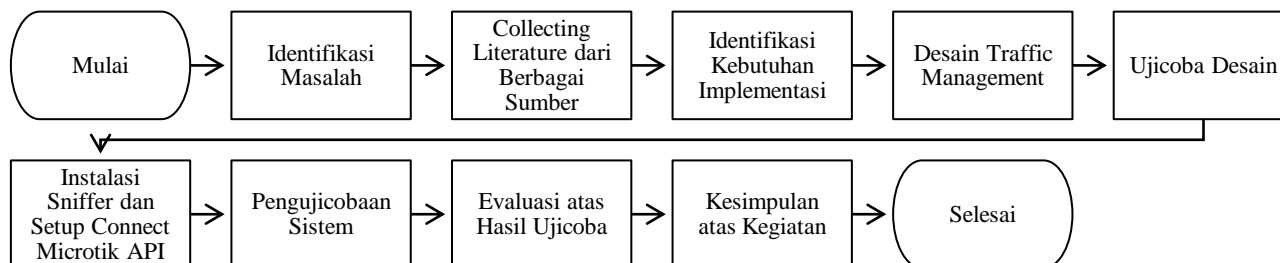 Mulai
Identifikasi
Masalah
Collecting
Literature dari
Berbagai
Sumber
Identifikasi
Kebutuhan
Implementasi
Desain Traffic
Management
Ujicoba Desain
Instalasi
Sniffer dan
Setup Connect
Microtik API
Pengujicobaan
Sistem
Evaluasi atas
Hasil Ujicoba
Kesimpulan
atas Kegiatan
Selesai